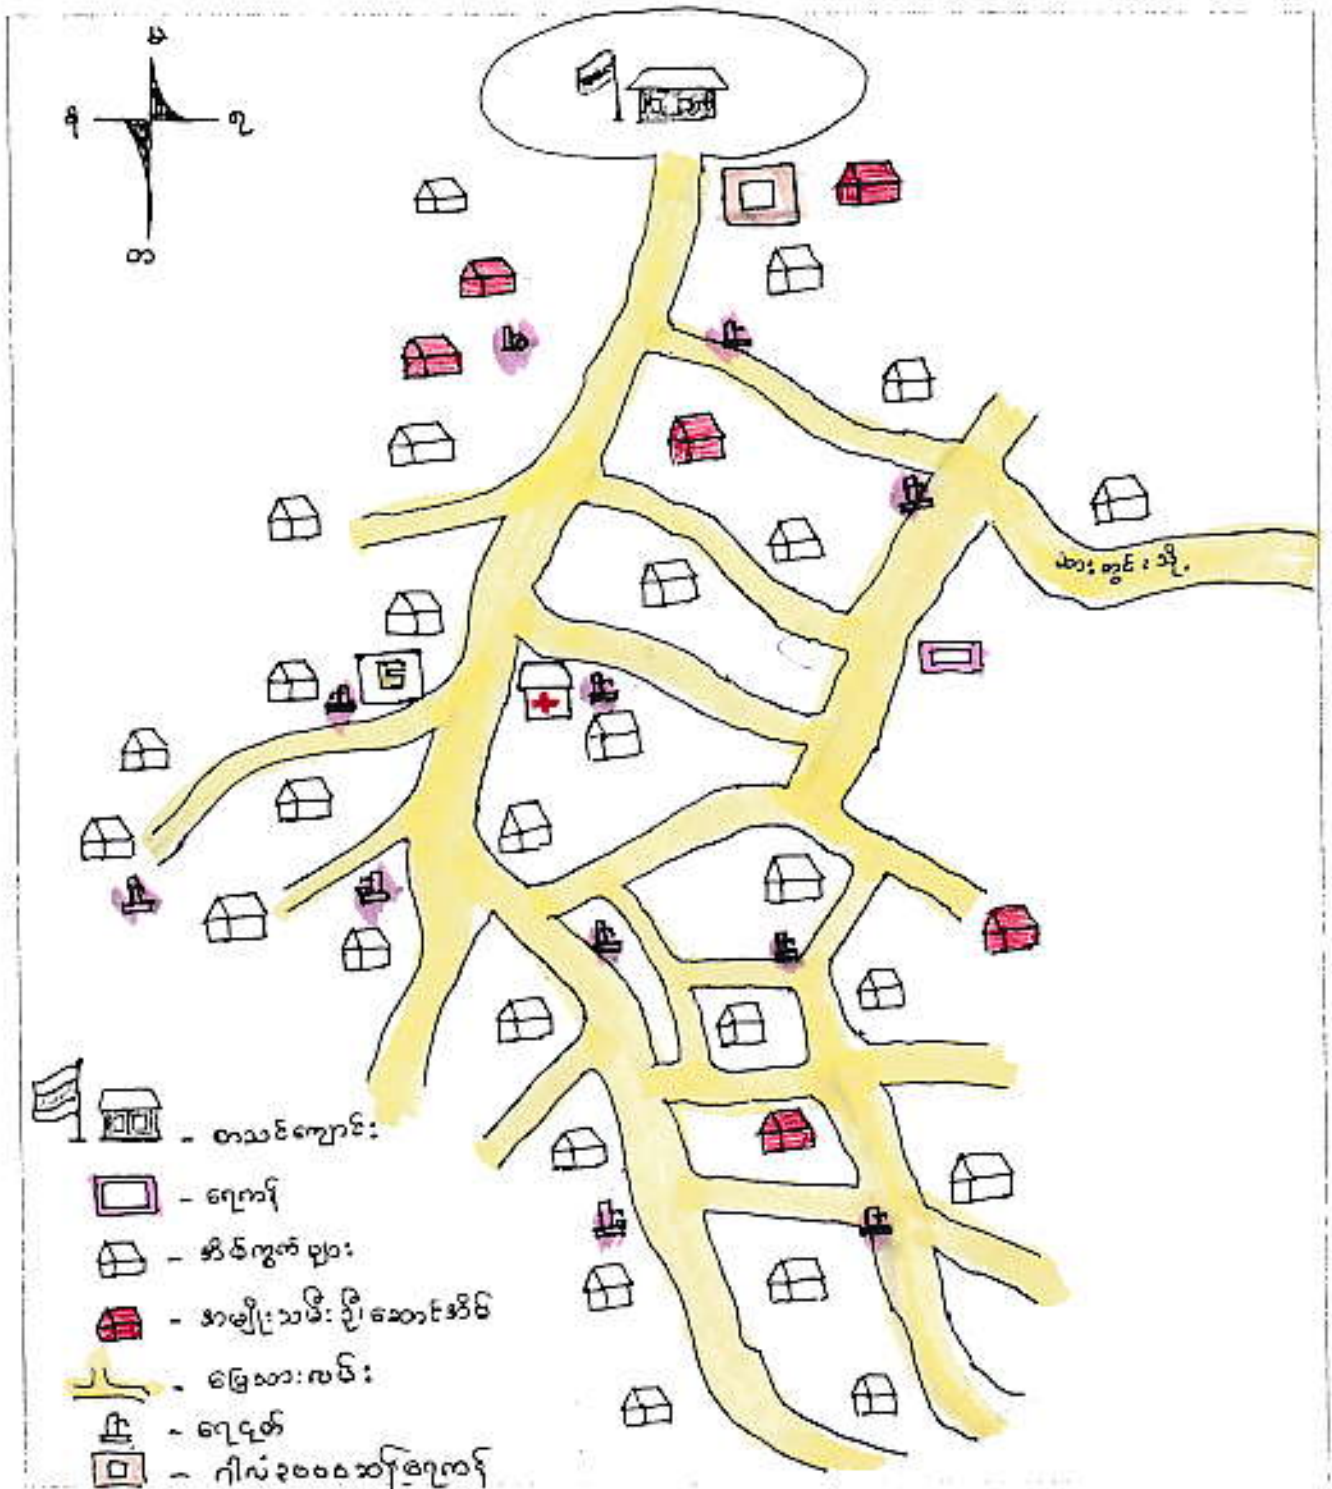 မ
န
ရ
တ
ဆားတွင်းသို့
- စာသင်ကျောင်း
- ရေကန်
- အိမ်ကွက်များ
- အမျိုးသမီးဦးဆောင်အိမ်
- မြေသားလမ်း
- ရေငုတ်
- ဂါလံ ၃၀၀၀ ဆန့်ရေကန်